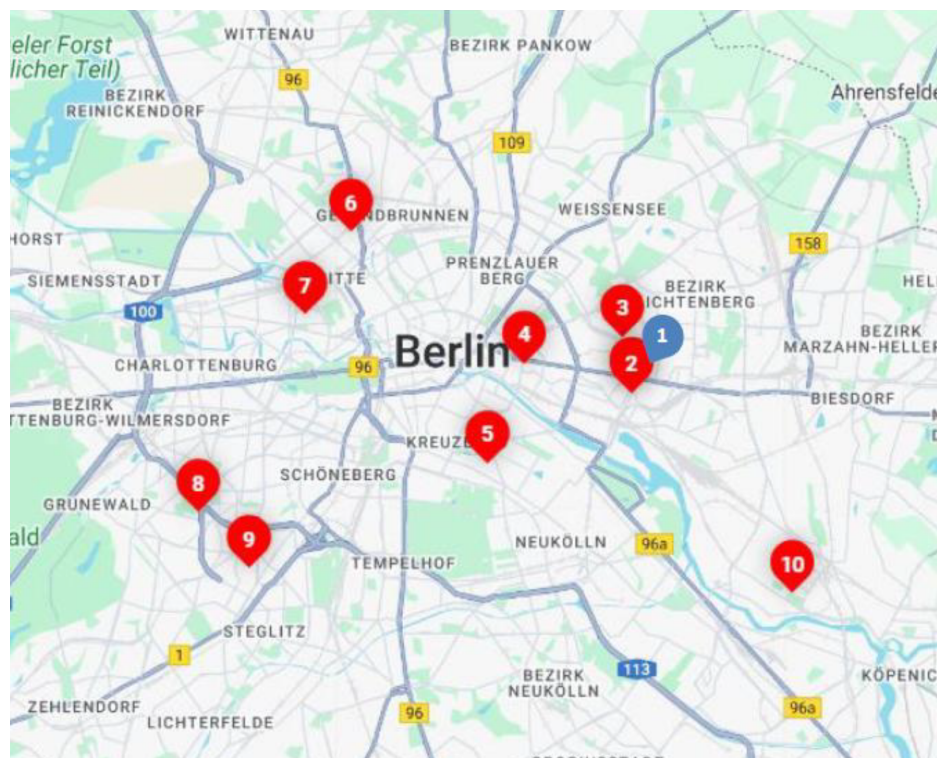 eler Forst
licher Teil)
WITTENAU
BEZIRK PANKOW
96
BEZIRK
REINICKENDORF
Ahrensfelde
109
6
WEISSENSEE
HORST
158
SIEMENSSTADT
7
ITTE
PRENZLAUER
BERG
BEZIRK
ICHTENBERG
HEL
100
3
4
1
Berlin
2
BEZIRK
MARZAHN-HELLER
CHARLOTTENBURG
96
BIESDORF
BEZIRK
TTENBURG-WILMERSDORF
5
KREUZB
SCHÖNEBERG
8
GRUNEWALD
ald
9
NEUKÖLLN
96a
TEMPELHOF
10
STEGLITZ
1
113
BEZIRK
NEUKÖLLN
KÖPENIC
ZEHLENDORF
LICHTERFELDE
96
96a